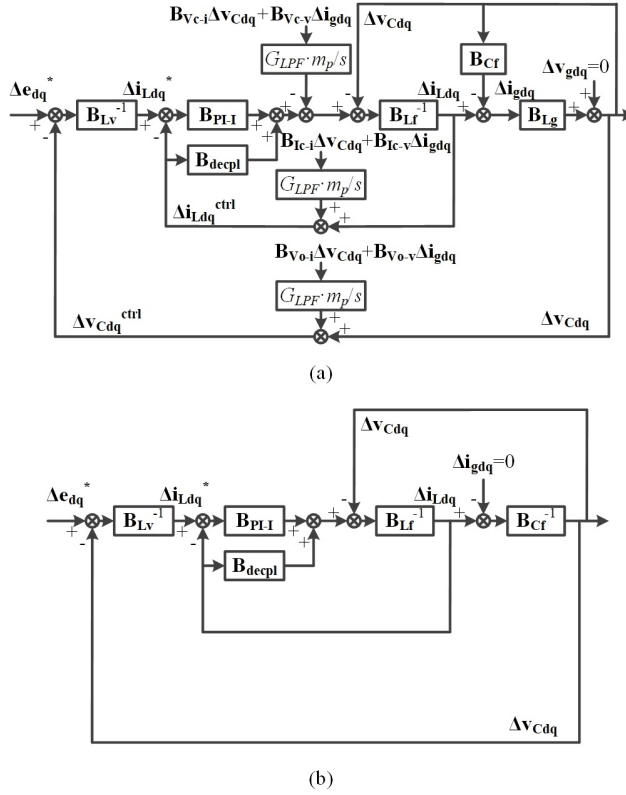 B_Vc-i Δv_Cdq + B_Vc-v Δi_gdq
Δv_Cdq
G_LPF·m_p/s
B_Cf
Δv_gdq=0
Δe_dq* Δi_Ldq* Δi_Ldq Δi_gdq
+ - B_Lv^-1 + - B_PI-I + + + - + - B_Lf^-1 + - B_Lg + +
B_decpl
B_Ic-i Δv_Cdq + B_Ic-v Δi_gdq
G_LPF·m_p/s
Δi_Ldq^ctrl + +
B_Vo-i Δv_Cdq + B_Vo-v Δi_gdq
G_LPF·m_p/s
Δv_Cdq^ctrl + + Δv_Cdq
(a)
Δv_Cdq
Δi_gdq=0
Δe_dq* Δi_Ldq* Δi_Ldq
+ - B_Lv^-1 + - B_PI-I + + + - B_Lf^-1 + - B_Cf^-1
B_decpl
Δv_Cdq
(b)